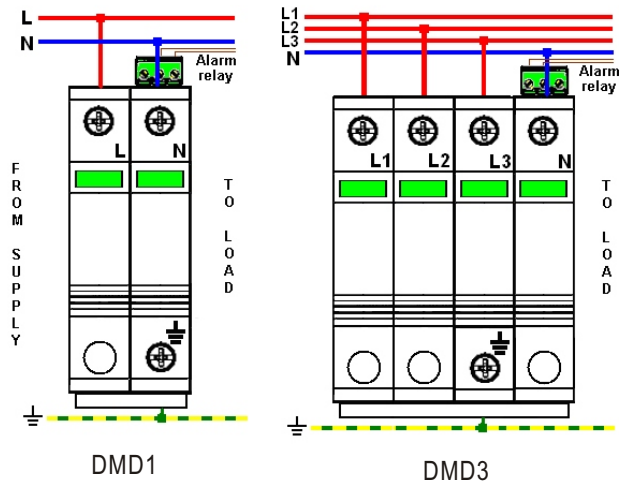 L
N
Alarm
relay
L
N
FROM SUPPLY
TO LOAD
DMD1
L1
L2
L3
N
Alarm
relay
L1
L2
L3
N
TO LOAD
DMD3